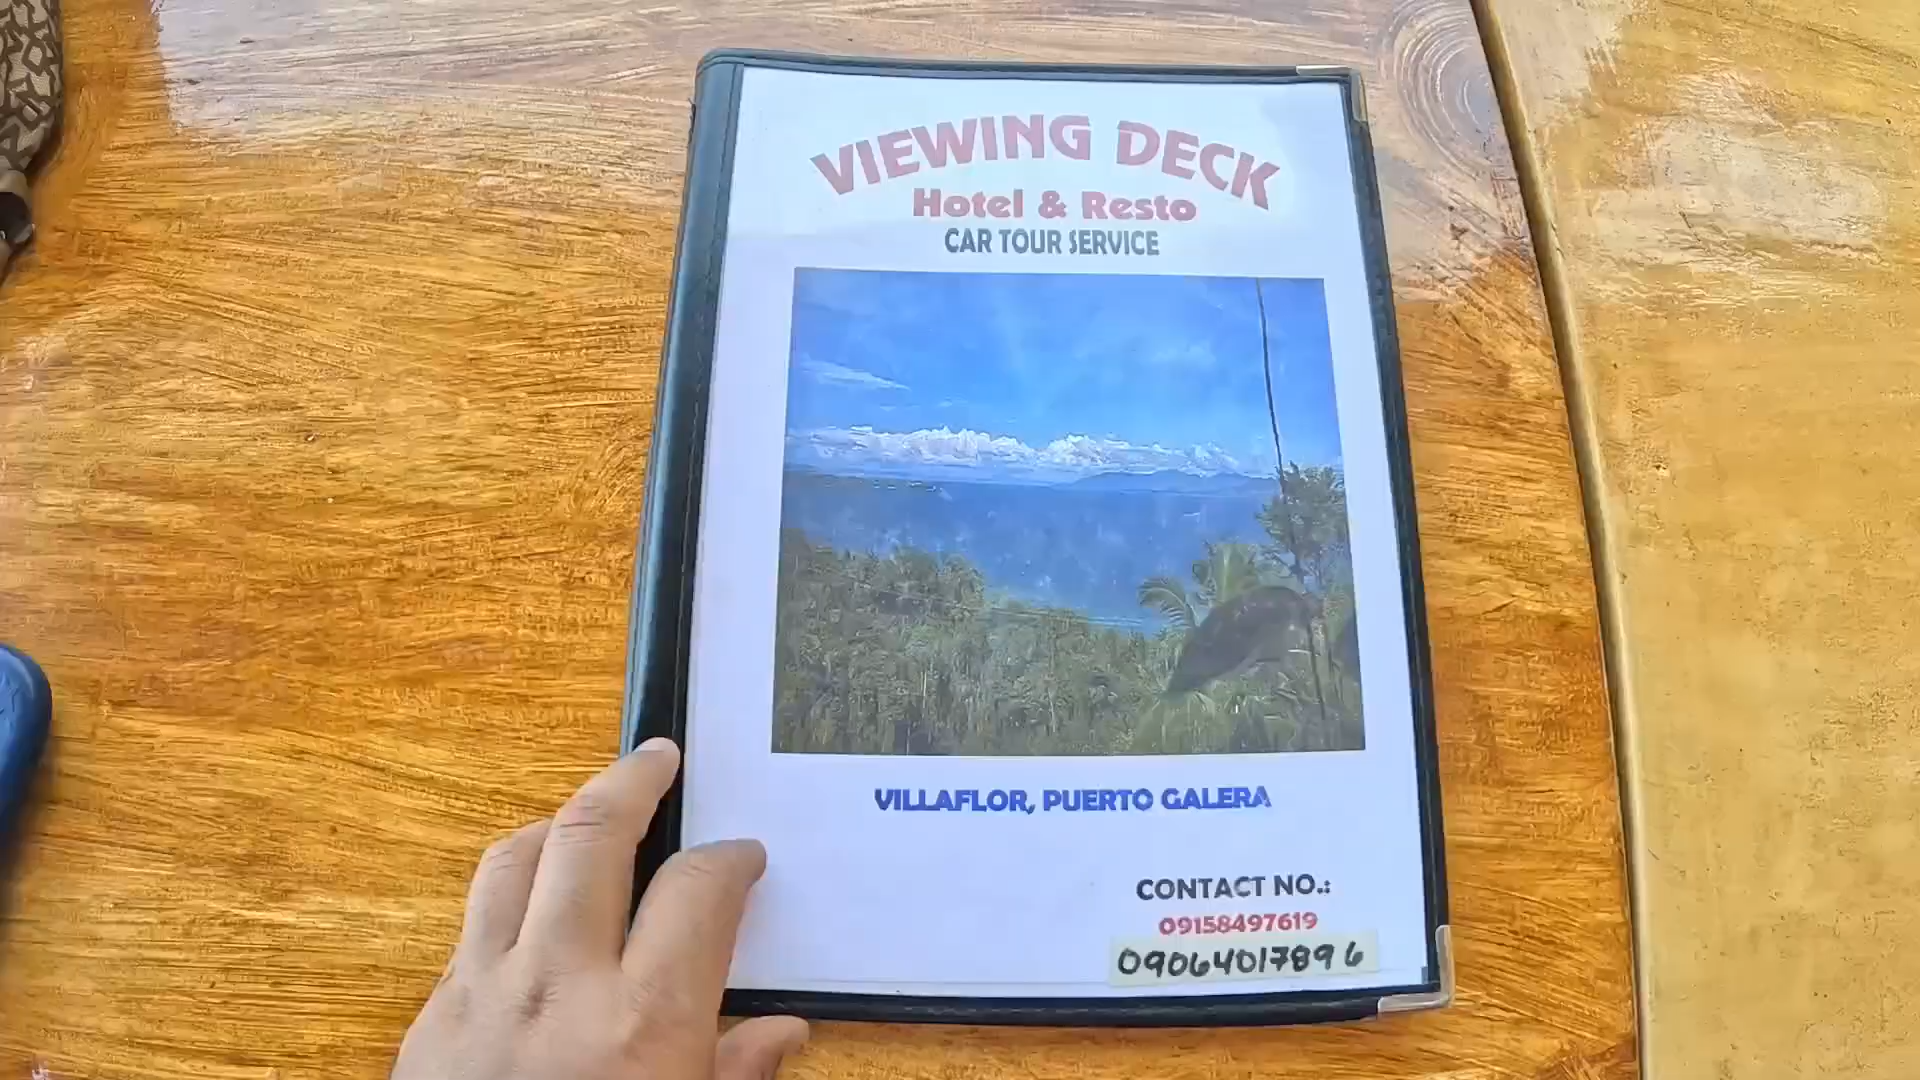 VIEWING DECK
Hotel & Resto
CAR TOUR SERVICE
VILLAFLOR, PUERTO GALERA
CONTACT NO.:
09158497619
09064017896